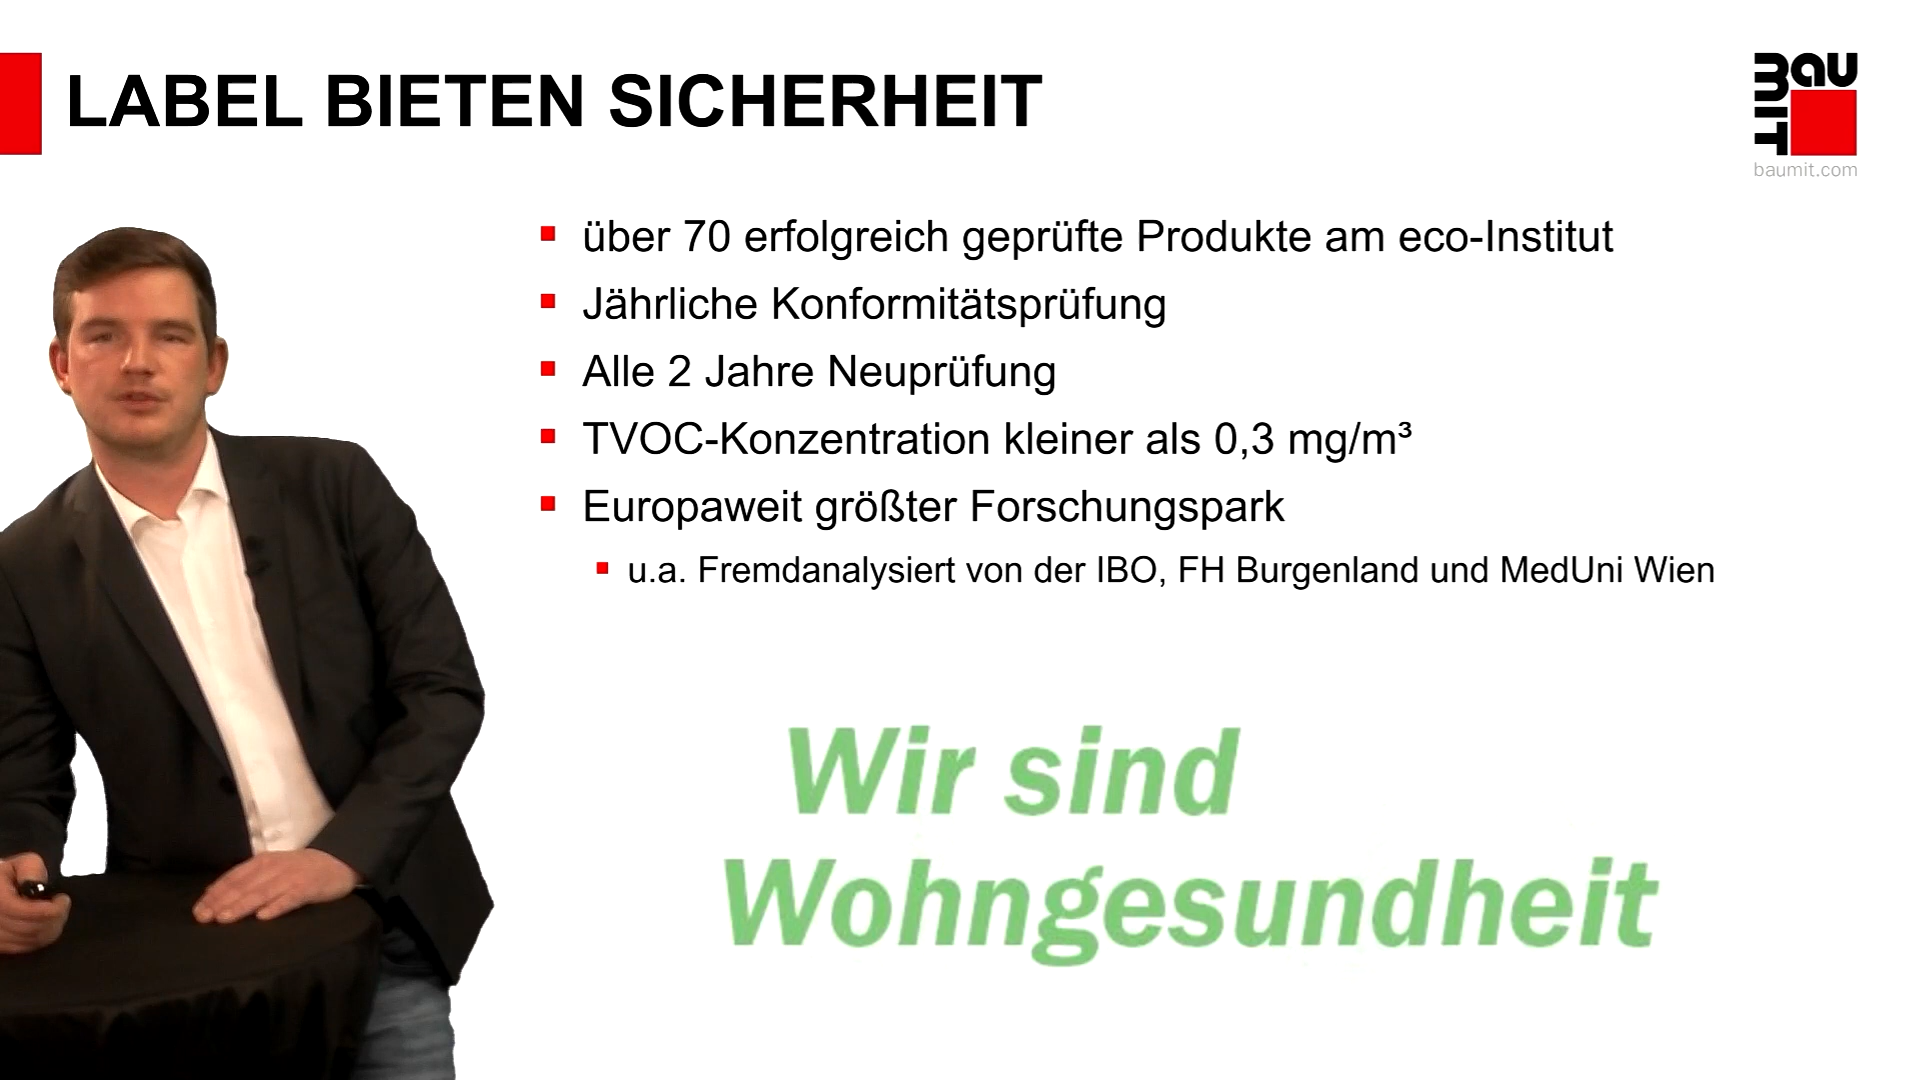 LABEL BIETEN SICHERHEIT
bau
MIT
baumit.com
über 70 erfolgreich geprüfte Produkte am eco-Institut
Jährliche Konformitätsprüfung
Alle 2 Jahre Neuprüfung
TVOC-Konzentration kleiner als 0,3 mg/m³
Europaweit größter Forschungspark
u.a. Fremdanalysiert von der IBO, FH Burgenland und MedUni Wien
Wir sind
Wohngesundheit